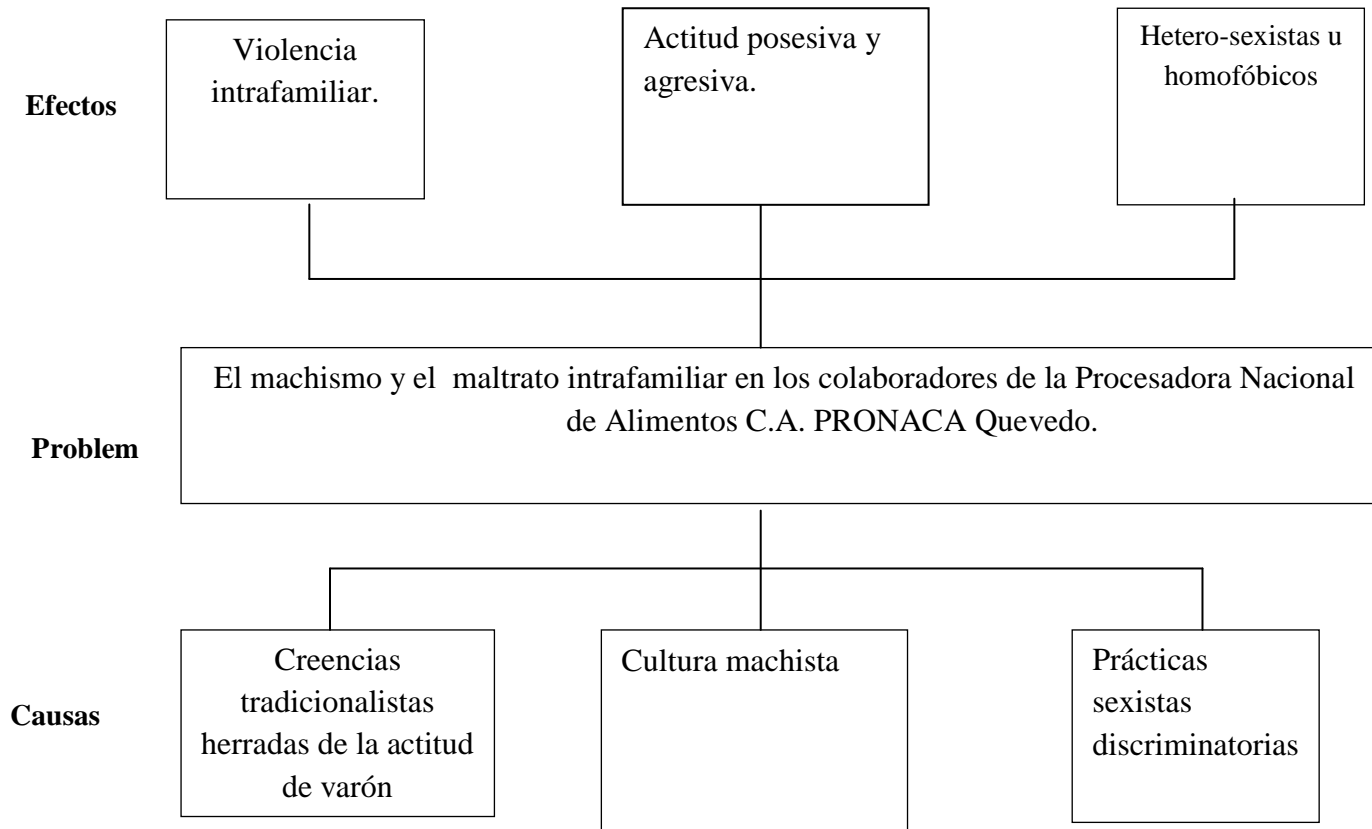 Efectos
Violencia
intrafamiliar.
Actitud posesiva y
agresiva.
Hetero-sexistas u
homofóbicos
Problem
El machismo y el  maltrato intrafamiliar en los colaboradores de la Procesadora Nacional
de Alimentos C.A. PRONACA Quevedo.
Causas
Creencias
tradicionalistas
herradas de la actitud
de varón
Cultura machista
Prácticas
sexistas
discriminatorias